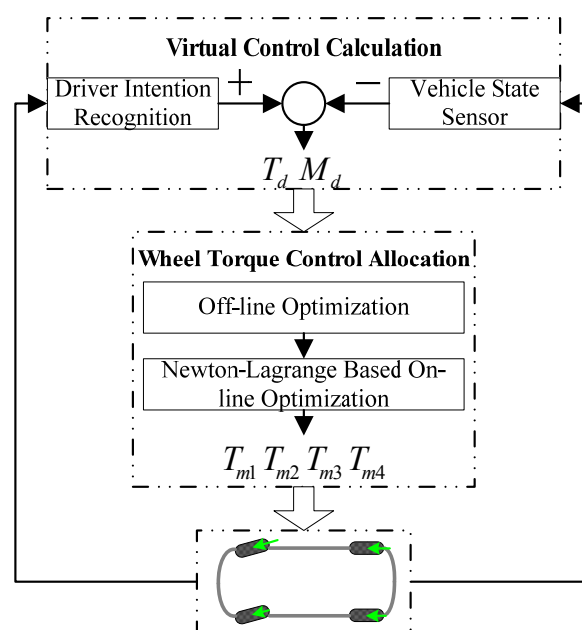 Virtual Control Calculation
Driver Intention
Recognition
+
−
Vehicle State
Sensor
T_d M_d
Wheel Torque Control Allocation
Off-line Optimization
Newton-Lagrange Based On-
line Optimization
T_m1 T_m2 T_m3 T_m4